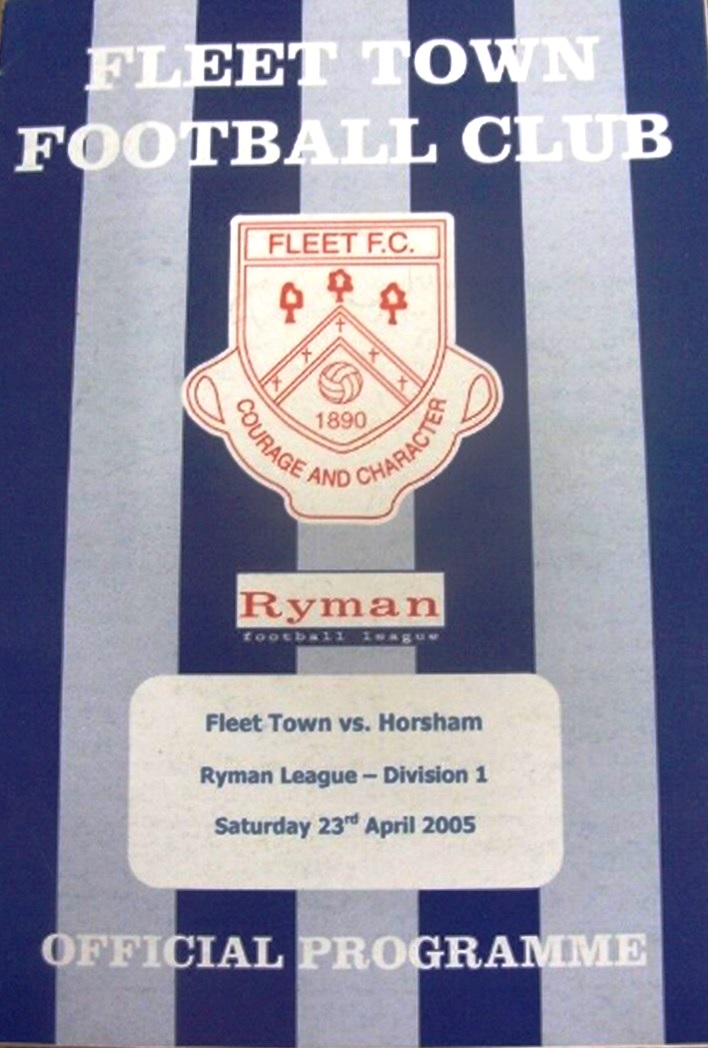 FLEET TOWN
FOOTBALL CLUB
FLEET F.C.
1890
COURAGE AND CHARACTER
Ryman
football league
Fleet Town vs. Horsham
Ryman League – Division 1
Saturday 23rd April 2005
OFFICIAL PROGRAMME